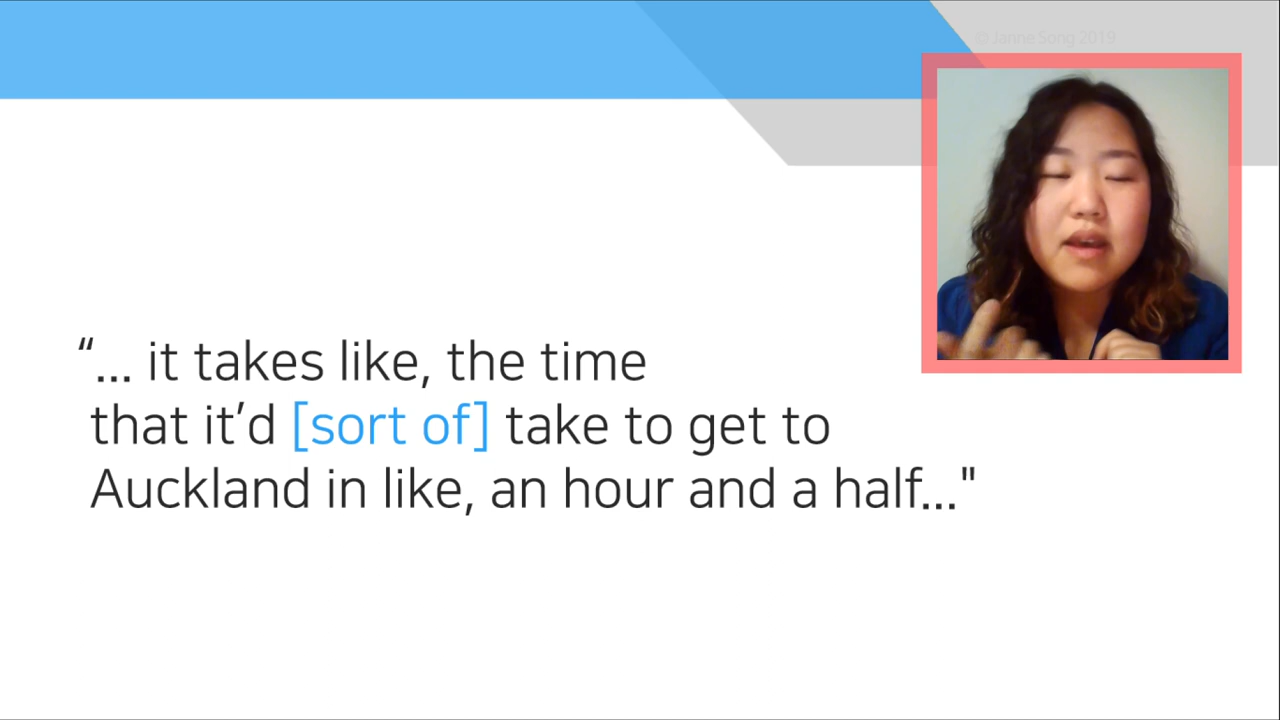 © Janne Song 2019
“... it takes like, the time
that it’d [sort of] take to get to
Auckland in like, an hour and a half..."